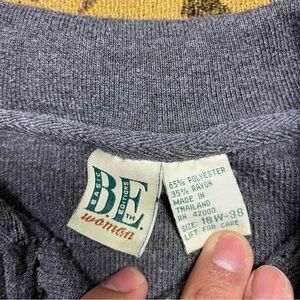 BASIC
EDITIONS
BE
TM
woman
65% POLYESTER
35% RAYON
MADE IN
THAILAND
RN 42000
SIZE: 18W-38
LIFT FOR CARE